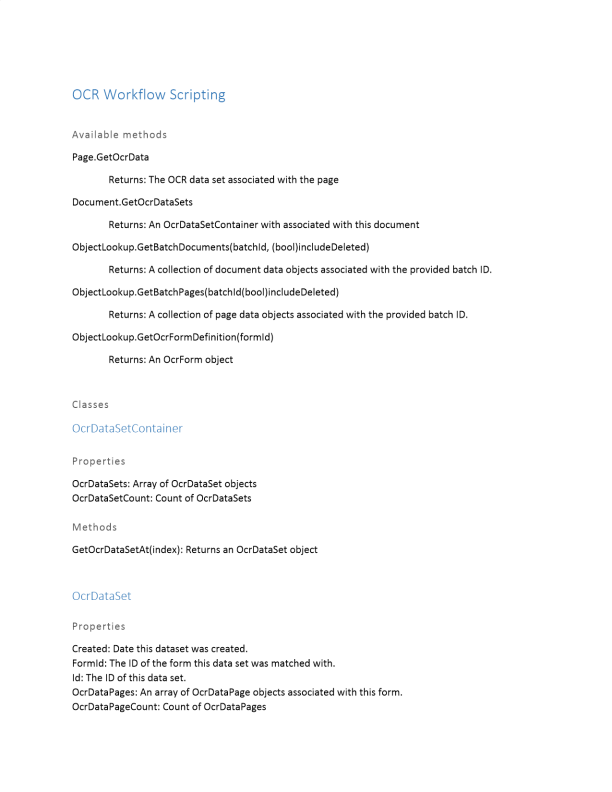 OCR Workflow Scripting
Available methods
Page.GetOcrData
Returns: The OCR data set associated with the page
Document.GetOcrDataSets
Returns: An OcrDataSetContainer with associated with this document
ObjectLookup.GetBatchDocuments(batchId, (bool)includeDeleted)
Returns: A collection of document data objects associated with the provided batch ID.
ObjectLookup.GetBatchPages(batchId(bool)includeDeleted)
Returns: A collection of page data objects associated with the provided batch ID.
ObjectLookup.GetOcrFormDefinition(formId)
Returns: An OcrForm object
Classes
OcrDataSetContainer
Properties
OcrDataSets: Array of OcrDataSet objects
OcrDataSetCount: Count of OcrDataSets
Methods
GetOcrDataSetAt(index): Returns an OcrDataSet object
OcrDataSet
Properties
Created: Date this dataset was created.
FormId: The ID of the form this data set was matched with.
Id: The ID of this data set.
OcrDataPages: An array of OcrDataPage objects associated with this form.
OcrDataPageCount: Count of OcrDataPages